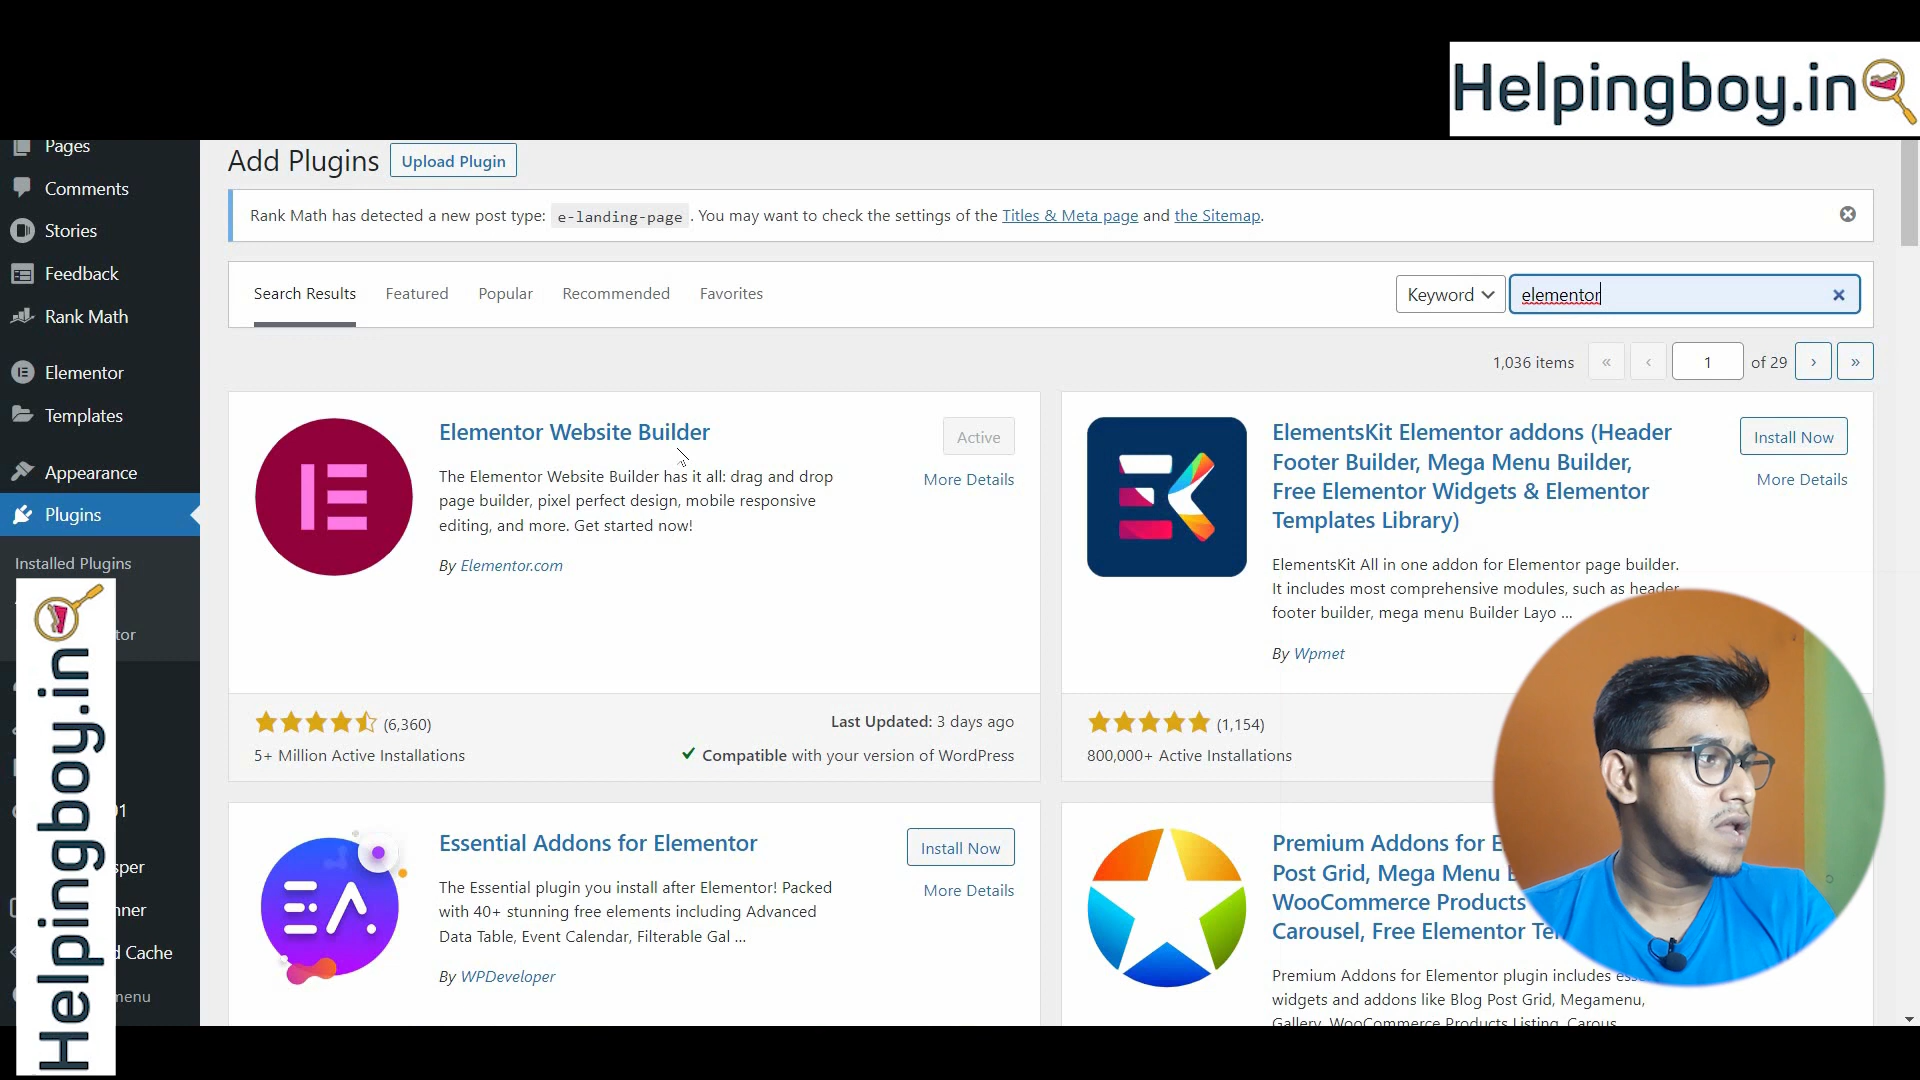 Helpingboy.in
Pages
Comments
Stories
Feedback
Rank Math
Elementor
Templates
Appearance
Plugins
Installed Plugins
tor
01
sper
nner
d Cache
menu
Helpingboy.in
Add Plugins
Upload Plugin
Rank Math has detected a new post type: e-landing-page . You may want to check the settings of the Titles & Meta page and the Sitemap.
Search Results Featured Popular Recommended Favorites
Keyword
elementor
1,036 items « ‹ 1 of 29 › »
Elementor Website Builder
Active
More Details
The Elementor Website Builder has it all: drag and drop
page builder, pixel perfect design, mobile responsive
editing, and more. Get started now!
By Elementor.com
(6,360)
Last Updated: 3 days ago
5+ Million Active Installations
Compatible with your version of WordPress
ElementsKit Elementor addons (Header
Footer Builder, Mega Menu Builder,
Free Elementor Widgets & Elementor
Templates Library)
Install Now
More Details
ElementsKit All in one addon for Elementor page builder.
It includes most comprehensive modules, such as header
footer builder, mega menu Builder Layo ...
By Wpmet
(1,154)
800,000+ Active Installations
Essential Addons for Elementor
Install Now
More Details
The Essential plugin you install after Elementor! Packed
with 40+ stunning free elements including Advanced
Data Table, Event Calendar, Filterable Gal ...
By WPDeveloper
EA
Premium Addons for E
Post Grid, Mega Menu B
WooCommerce Products
Carousel, Free Elementor Te
Premium Addons for Elementor plugin includes
widgets and addons like Blog Post Grid, Megamenu,
Gallery, WooCommerce Products Listing, Carous